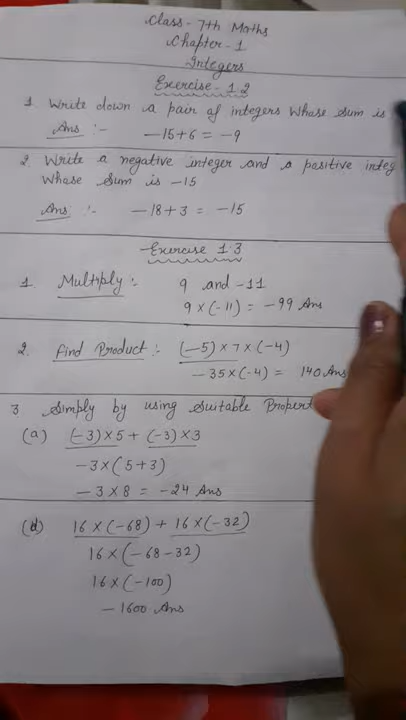 Class - 7th Maths
Chapter - 1
Integers
Exercise - 1.2
1. Write down a pair of integers whose sum is
Ans :- -15+6 = -9
2. Write a negative integer and a positive integ
whose sum is -15
Ans :- -18+3 = -15
Exercise 1.3
1. Multiply :- 9 and -11
9 × (-11) = -99 Ans
2. Find Product :- (-5) × 7 × (-4)
-35 × (-4) = 140 Ans
3 Simply by using suitable Propert
(a) (-3) × 5 + (-3) × 3
-3 × (5+3)
-3 × 8 = -24 Ans
(d) 16 × (-68) + 16 × (-32)
16 × (-68-32)
16 × (-100)
-1600 Ans